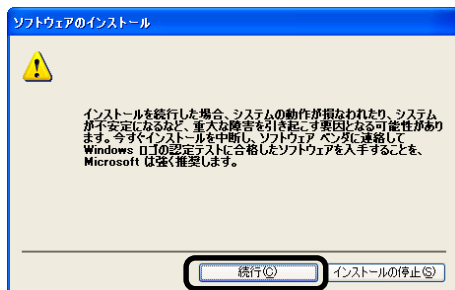 ソフトウェアのインストール
インストールを続行した場合、システムの動作が損なわれたり、システム
が不安定になるなど、重大な障害を引き起こす要因となる可能性があり
ます。今すぐインストールを中断し、ソフトウェア ベンダに連絡して
Windows ロゴの認定テストに合格したソフトウェアを入手することを、
Microsoft は強く推奨します。
続行(C)
インストールの停止(S)